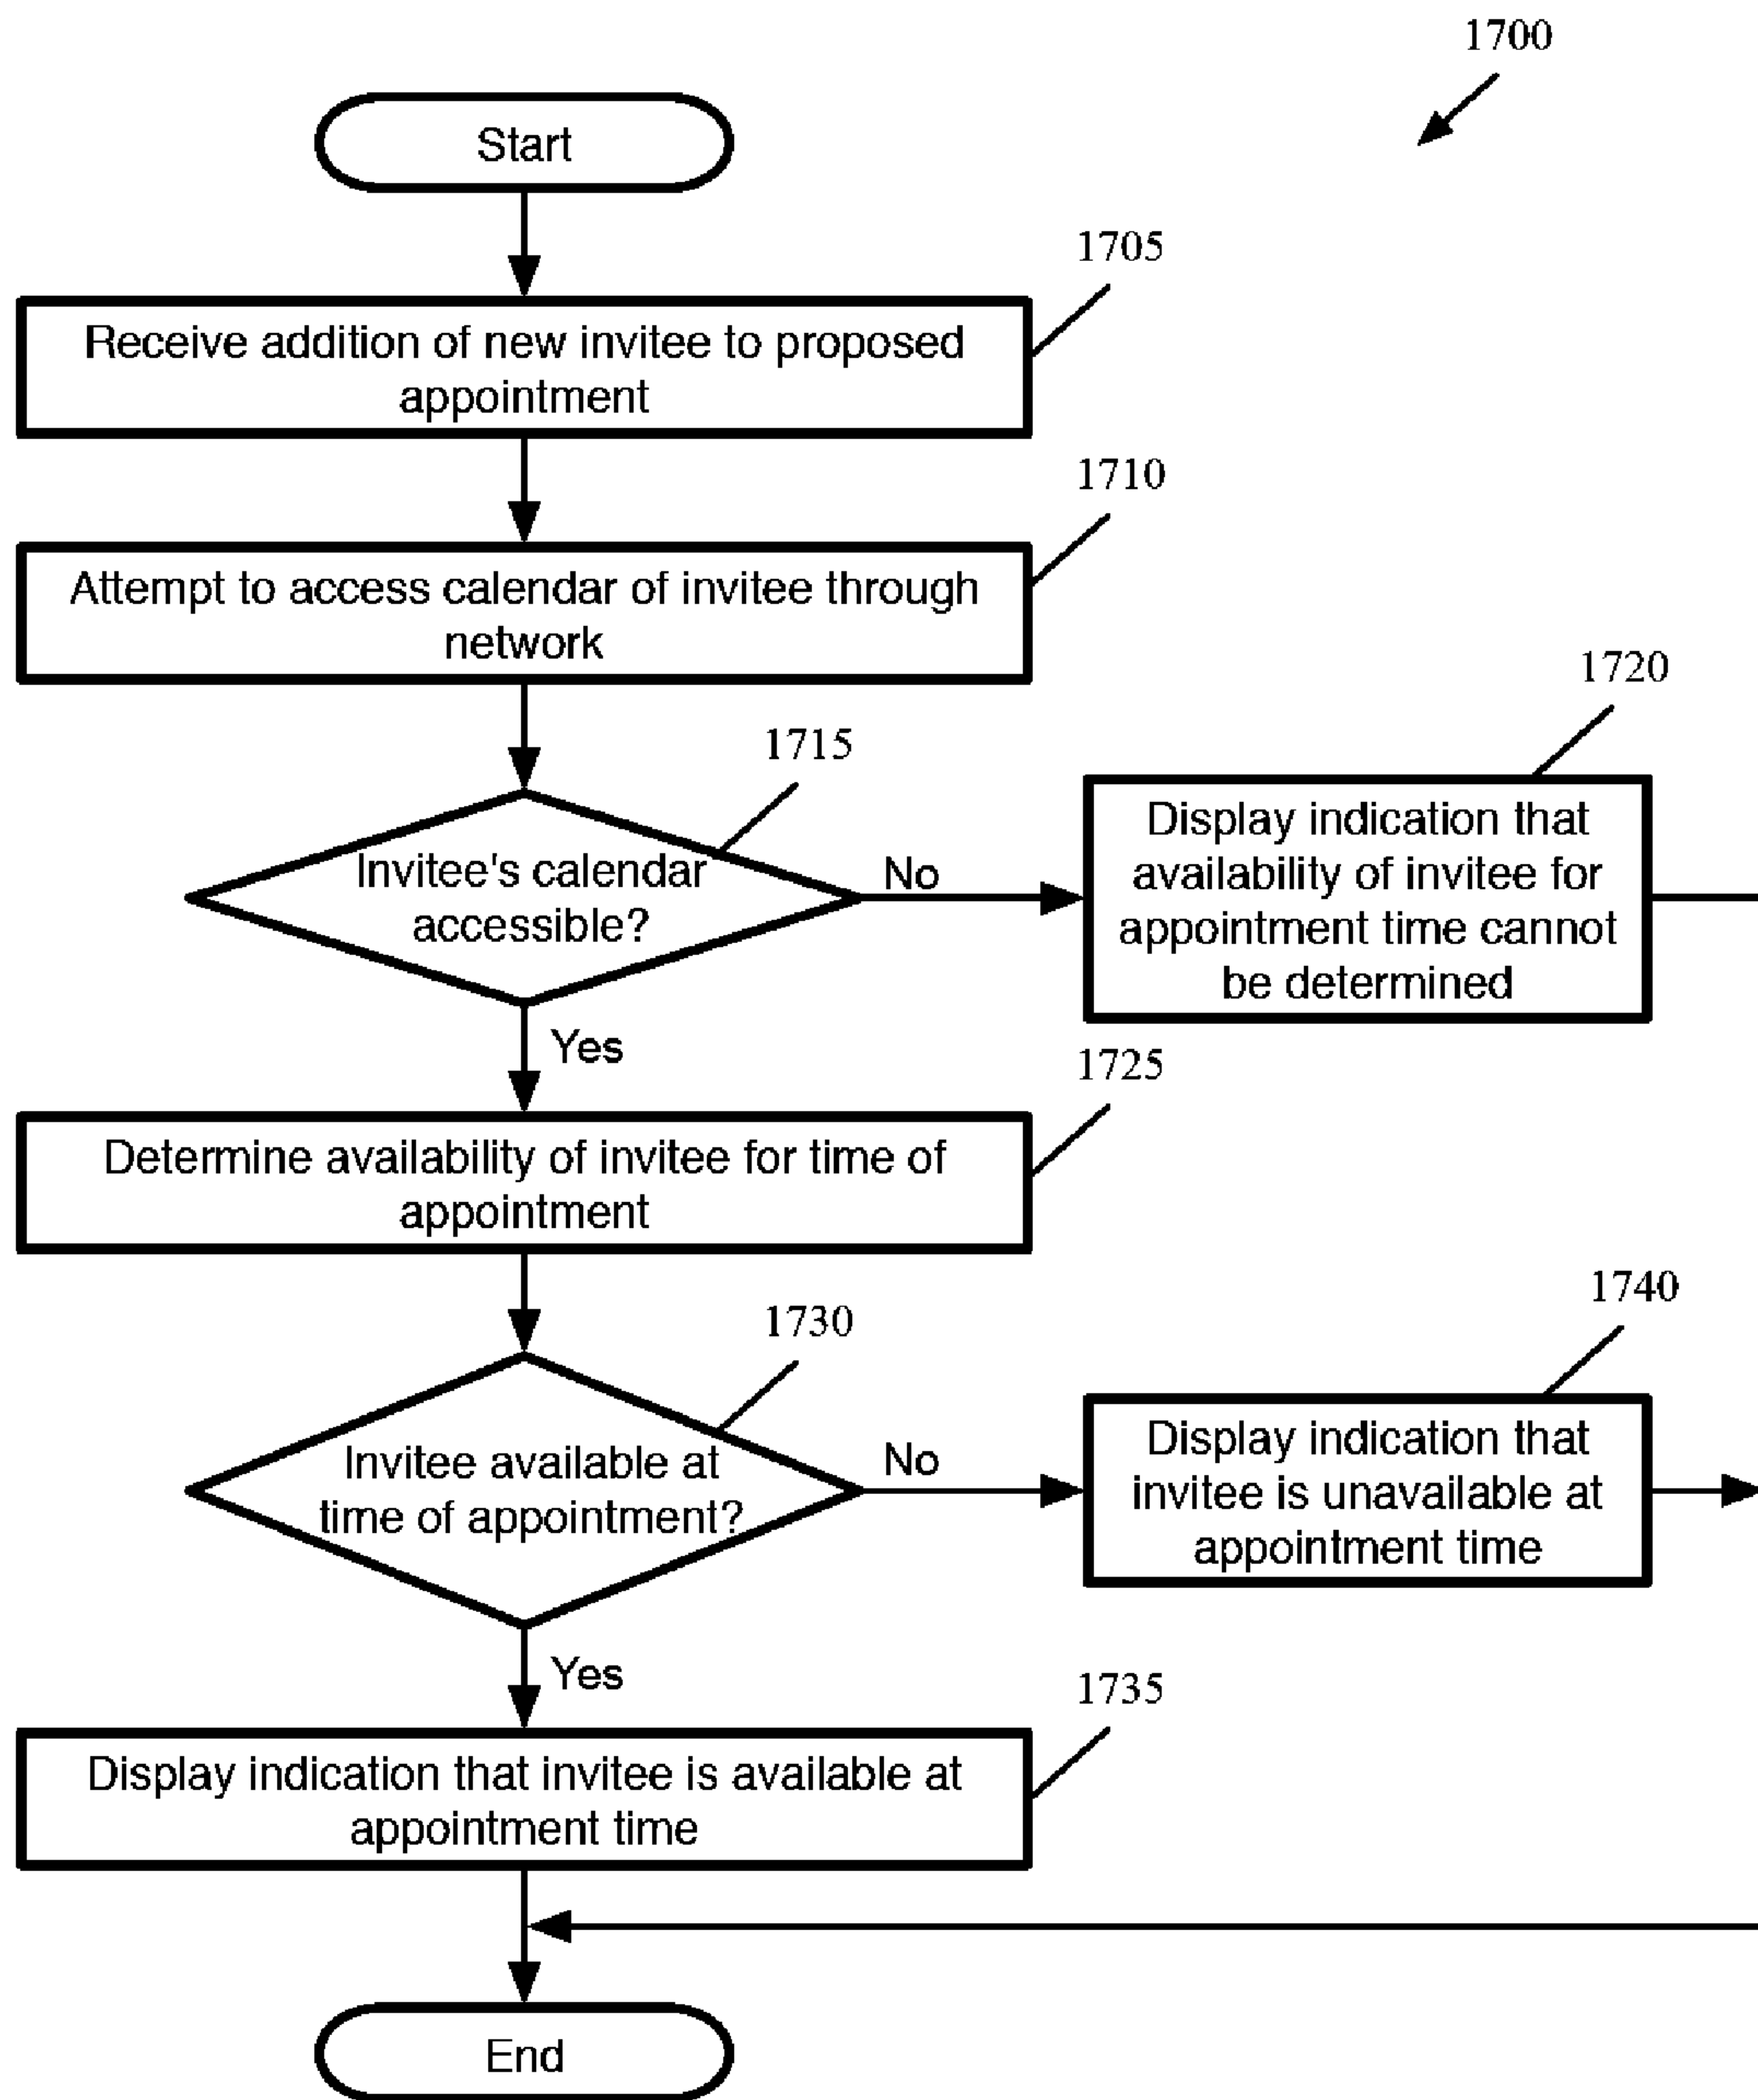 1700
Start
1705
Receive addition of new invitee to proposed
appointment
1710
Attempt to access calendar of invitee through
network
1715
Invitee's calendar
accessible?
No
1720
Display indication that
availability of invitee for
appointment time cannot
be determined
Yes
1725
Determine availability of invitee for time of
appointment
1730
Invitee available at
time of appointment?
No
1740
Display indication that
invitee is unavailable at
appointment time
Yes
1735
Display indication that invitee is available at
appointment time
End